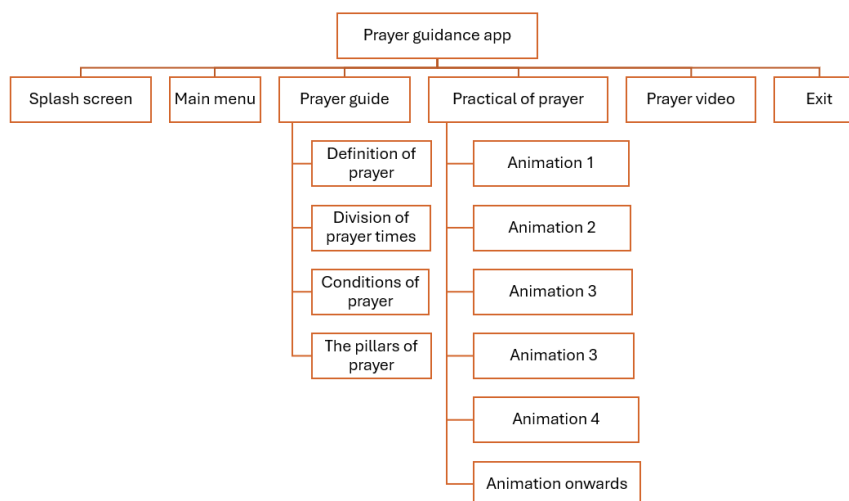 Prayer guidance app
Splash screen
Main menu
Prayer guide
Practical of prayer
Prayer video
Exit
Definition of
prayer
Division of
prayer times
Conditions of
prayer
The pillars of
prayer
Animation 1
Animation 2
Animation 3
Animation 3
Animation 4
Animation onwards